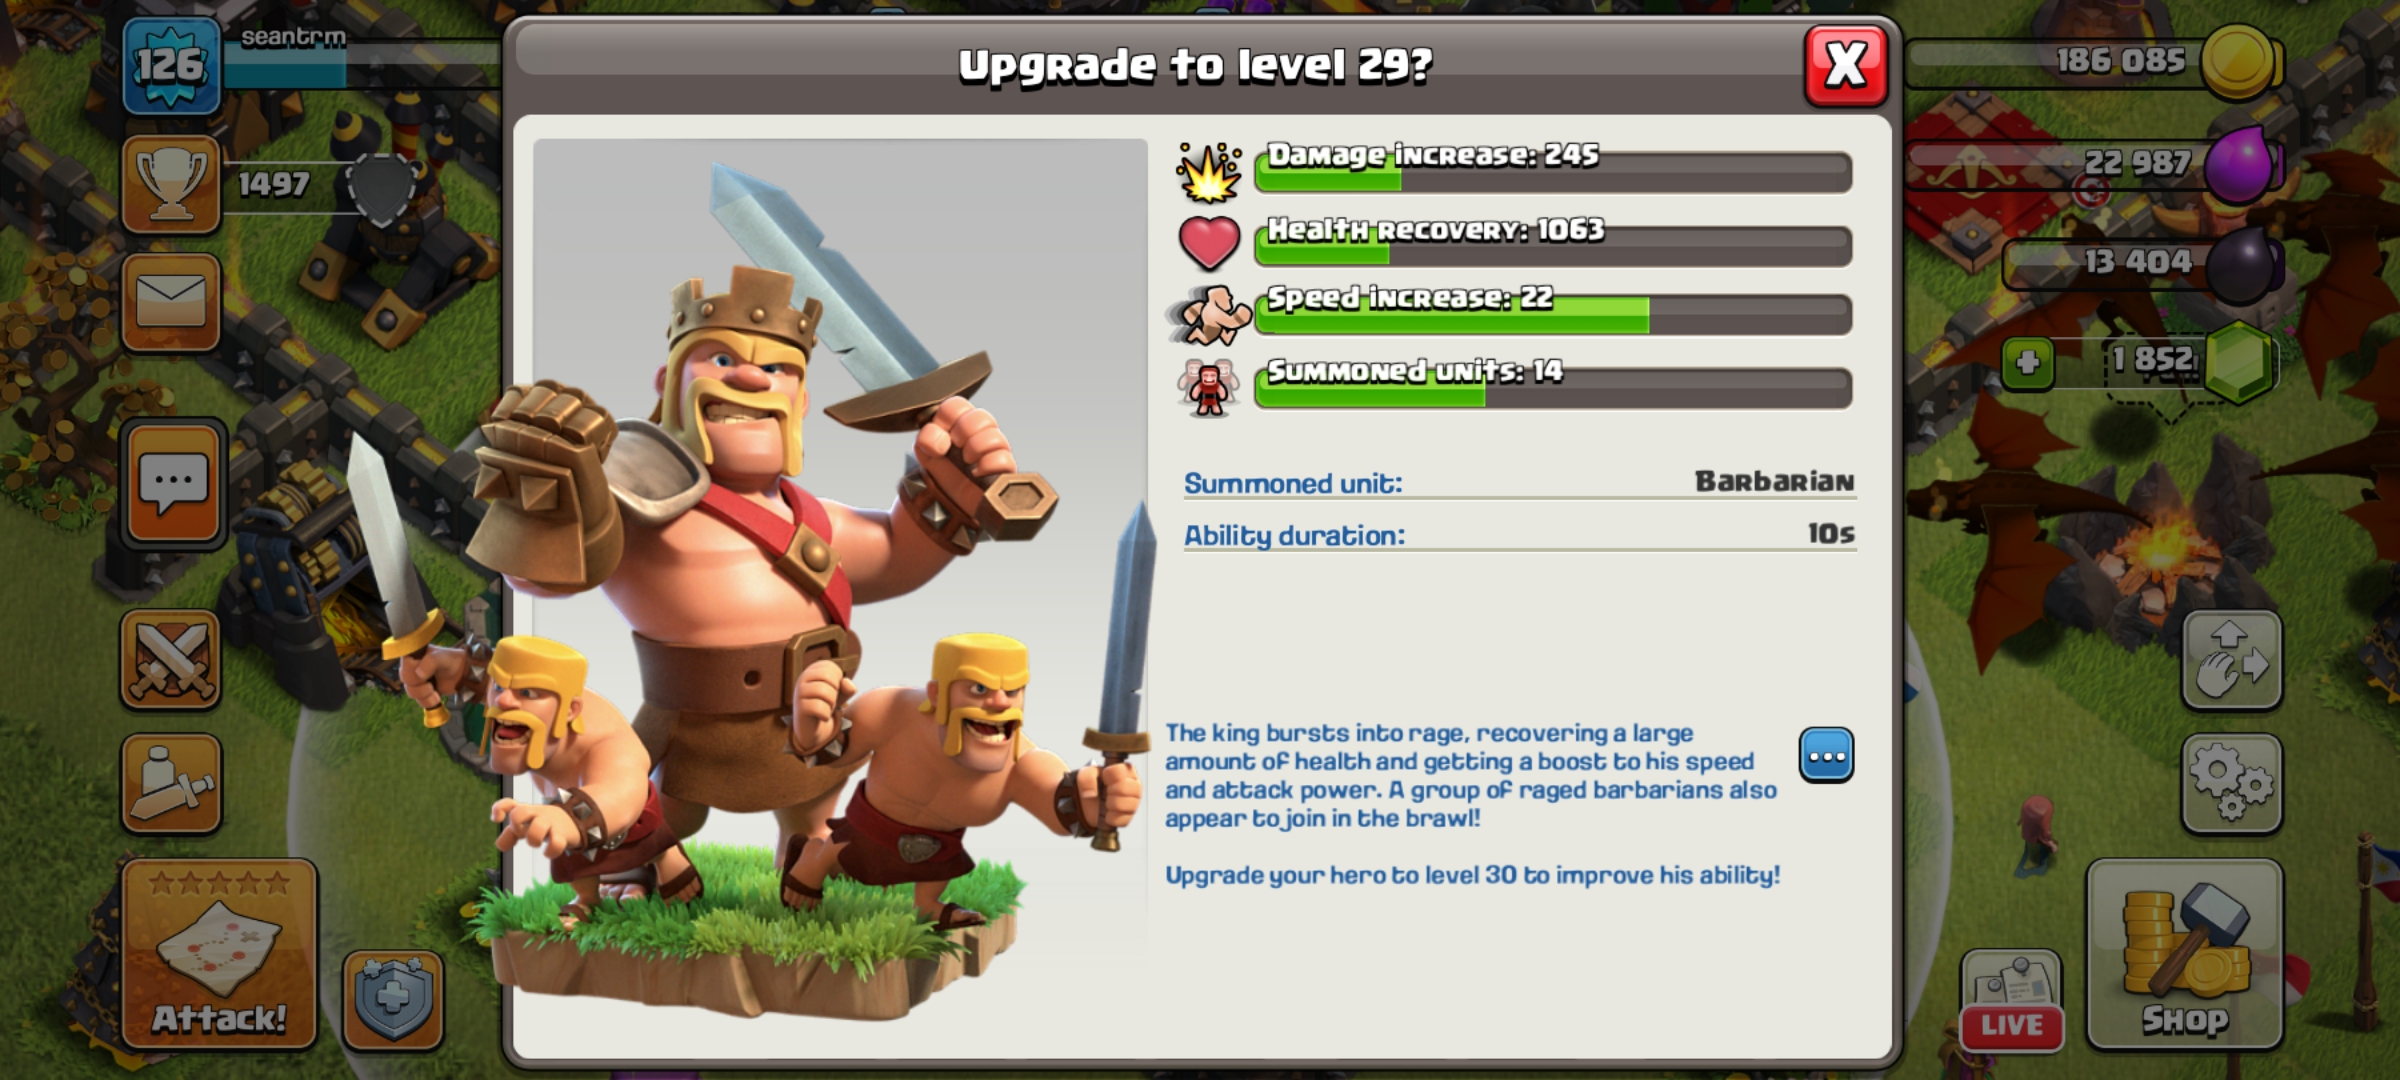 126
seantrm
1497
Attack!
Upgrade to level 29?
X
Damage increase: 245
Health recovery: 1063
Speed increase: 22
Summoned units: 14
Summoned unit: Barbarian
Ability duration: 10s
The king bursts into rage, recovering a large
amount of health and getting a boost to his speed
and attack power. A group of raged barbarians also
appear to join in the brawl!
Upgrade your hero to level 30 to improve his ability!
186 085
22 987
13 404
1 852
LIVE
Shop